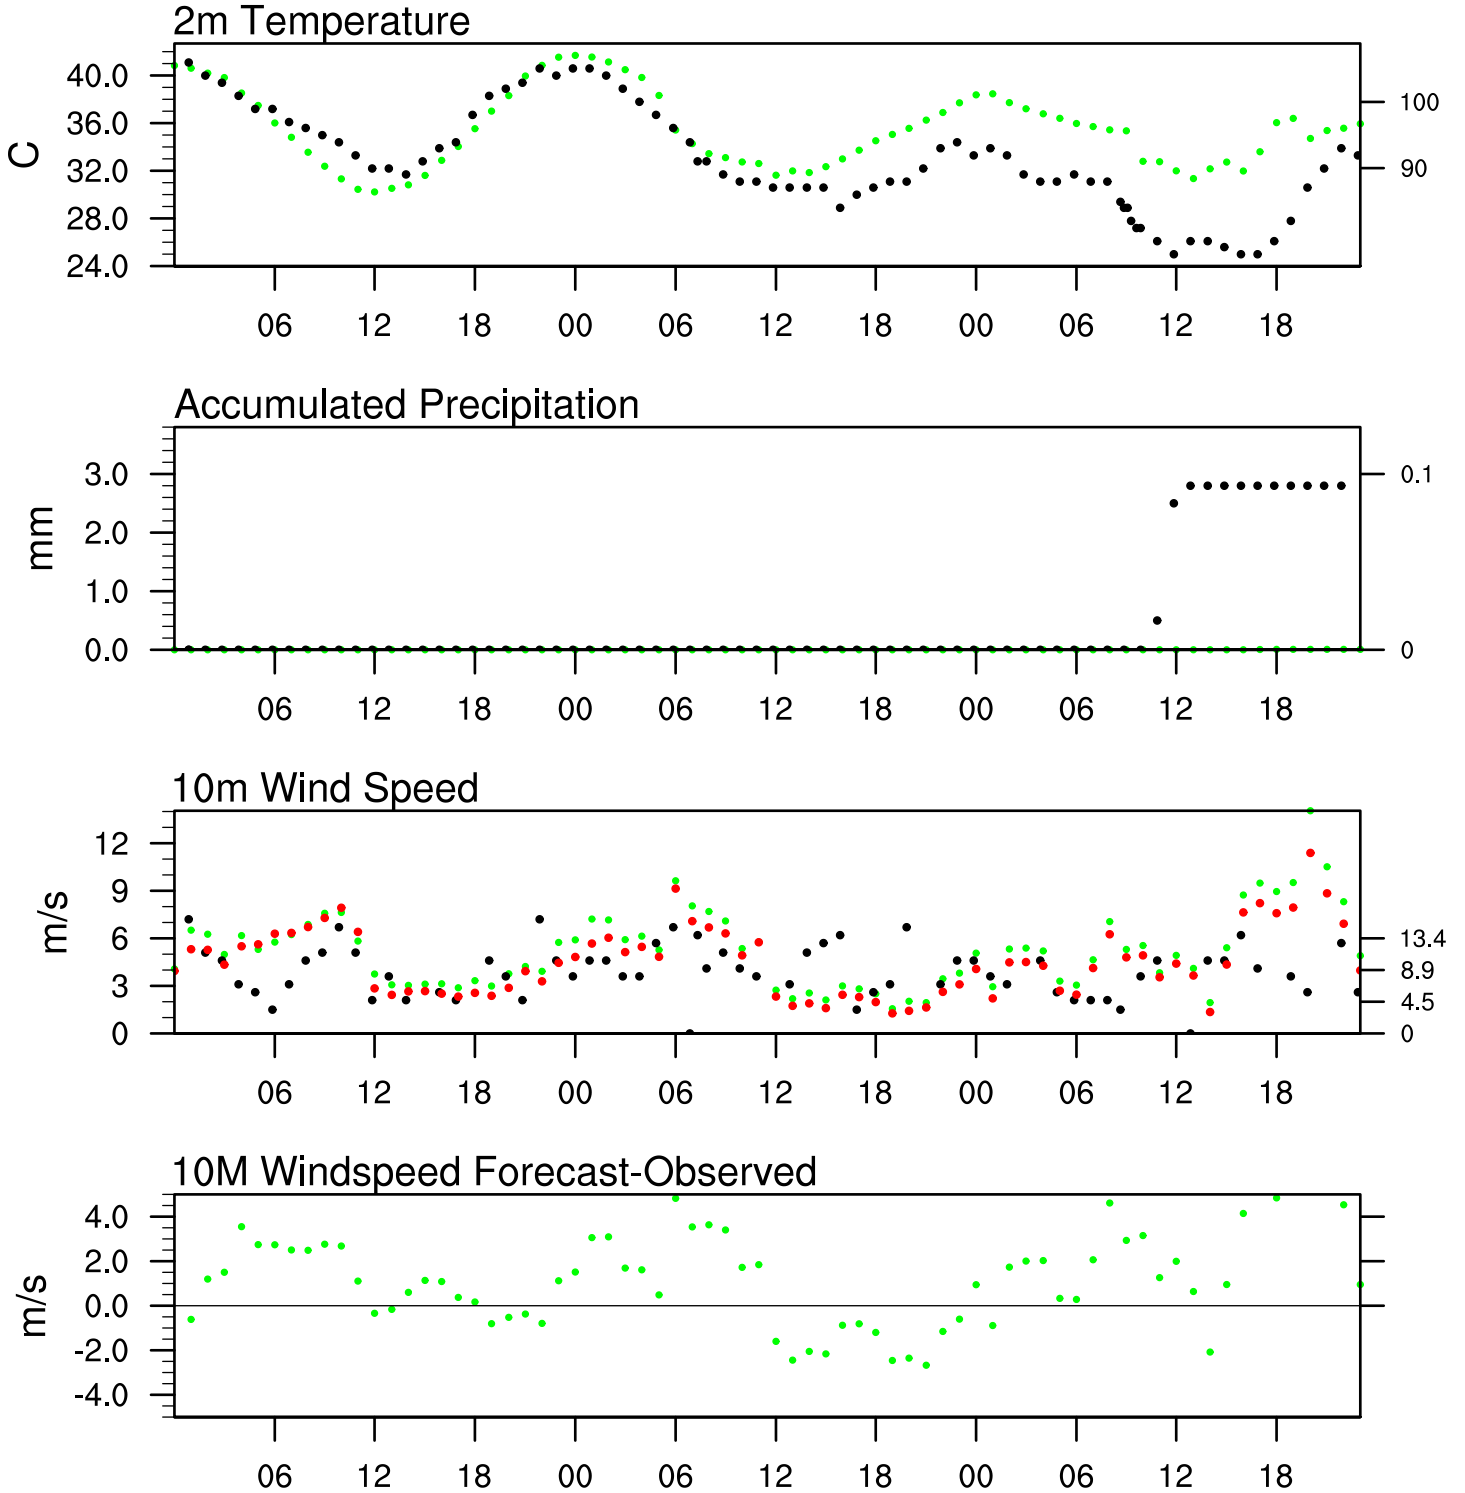 2m Temperature
40.0
36.0
32.0
28.0
24.0
C
100
90
06 12 18 00 06 12 18 00 06 12 18
Accumulated Precipitation
3.0
2.0
1.0
0.0
mm
0.1
0
06 12 18 00 06 12 18 00 06 12 18
10m Wind Speed
12
9
6
3
0
m/s
13.4
8.9
4.5
0
06 12 18 00 06 12 18 00 06 12 18
10M Windspeed Forecast-Observed
4.0
2.0
0.0
-2.0
-4.0
m/s
06 12 18 00 06 12 18 00 06 12 18